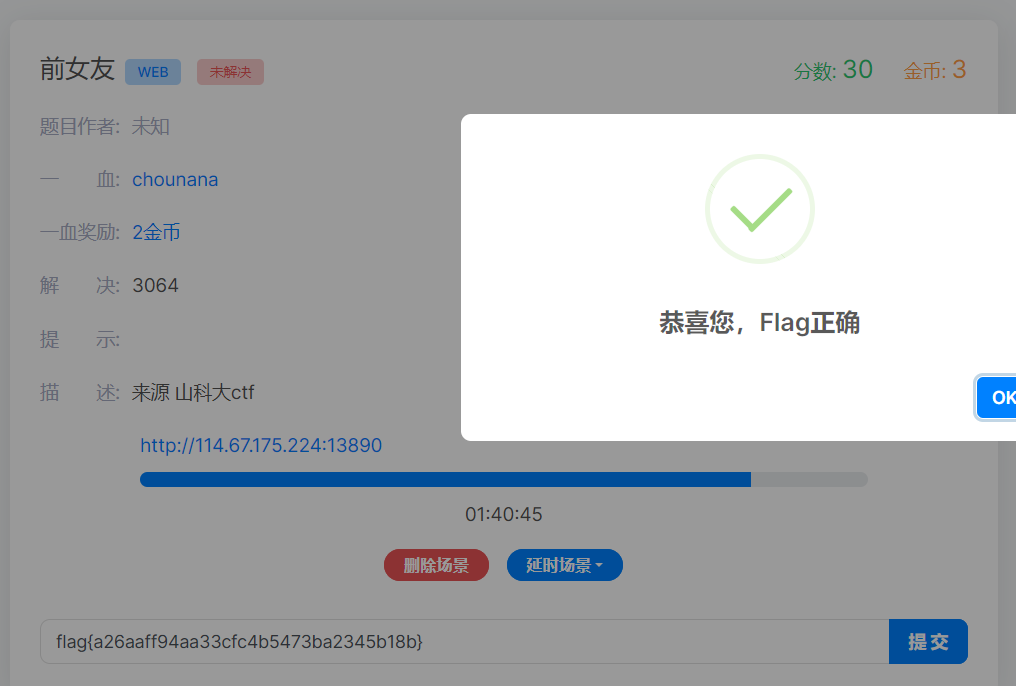 前女友 WEB 未解决 分数: 30 金币: 3
题目作者: 未知
一 血: chounana
一血奖励: 2金币
解 决: 3064
提 示:
描 述: 来源 山科大ctf
恭喜您，Flag正确
OK
http://114.67.175.224:13890
01:40:45
删除场景 延时场景
flag{a26aaff94aa33cfc4b5473ba2345b18b} 提交